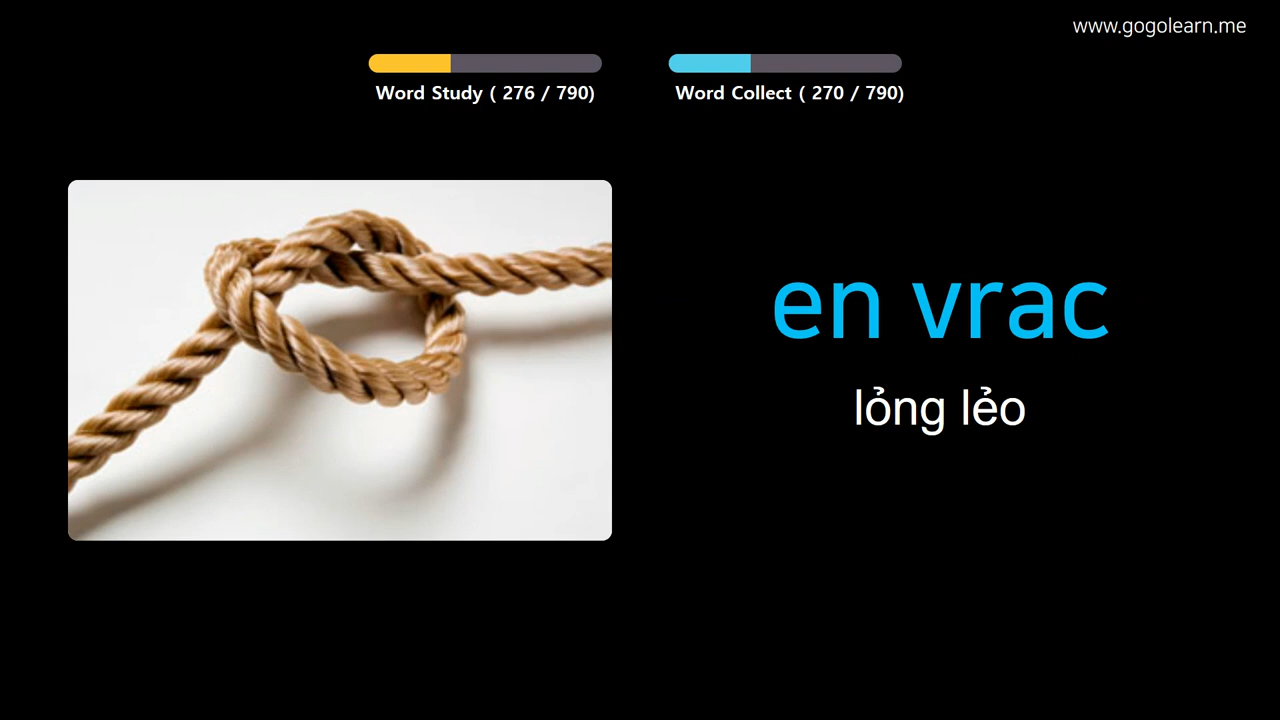 www.gogolearn.me
Word Study ( 276 / 790)
Word Collect ( 270 / 790)
en vrac
lỏng lẻo